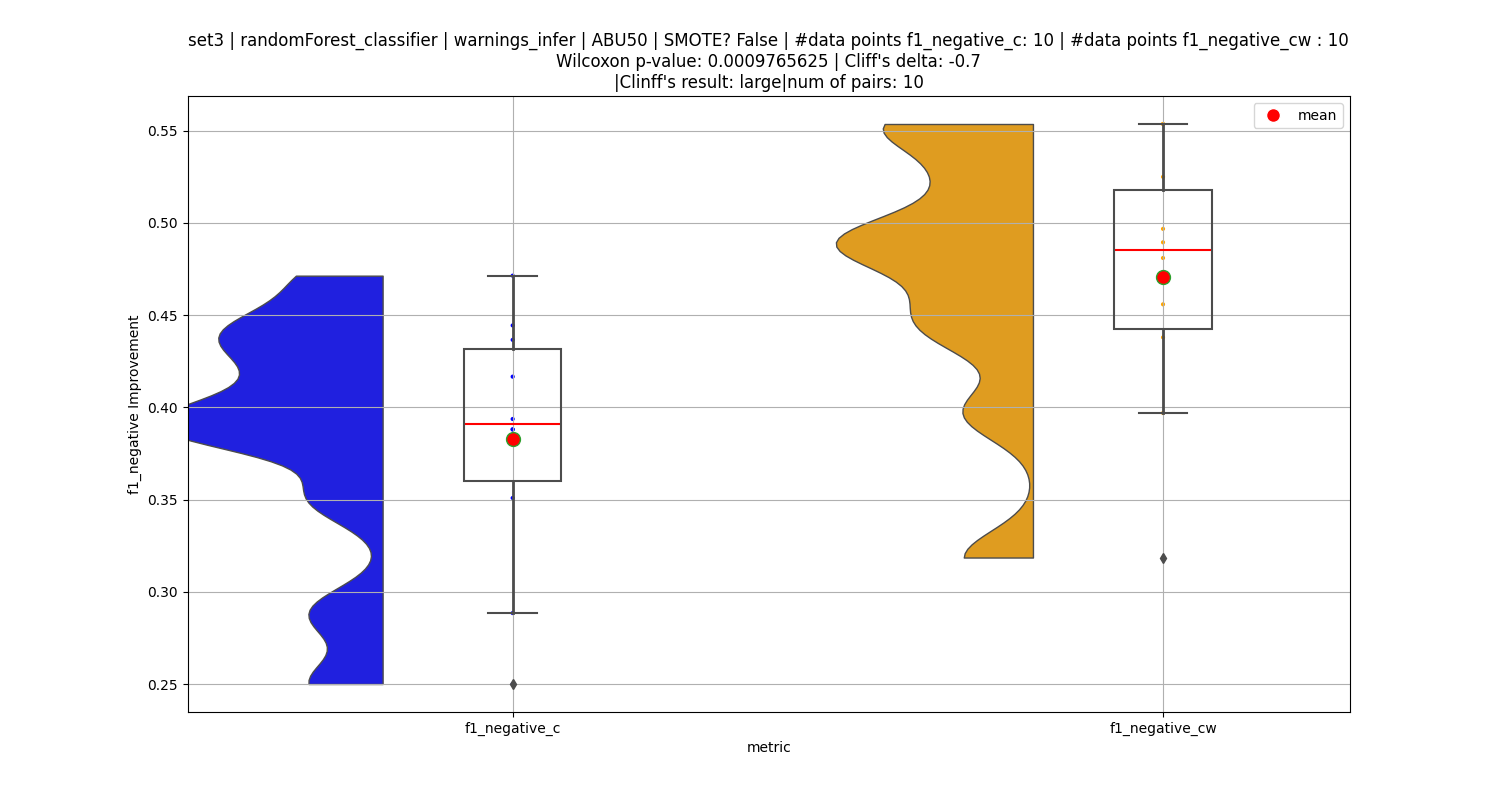 set3 | randomForest_classifier | warnings_infer | ABU50 | SMOTE? False | #data points f1_negative_c: 10 | #data points f1_negative_cw : 10
Wilcoxon p-value: 0.0009765625 | Cliff's delta: -0.7
|Clinff's result: large|num of pairs: 10
mean
0.55
0.50
0.45
0.40
0.35
0.30
0.25
f1_negative Improvement
f1_negative_c
f1_negative_cw
metric